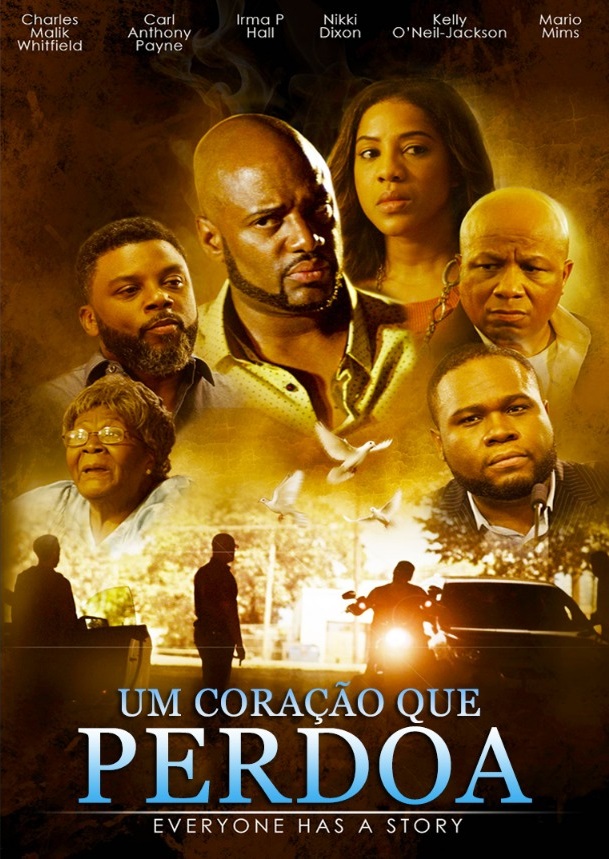 Charles
Malik
Whitfield
Carl
Anthony
Payne
Irma P
Hall
Nikki
Dixon
Kelly
O'Neil-Jackson
Mario
Mims
UM CORAÇÃO QUE
PERDOA
EVERYONE HAS A STORY